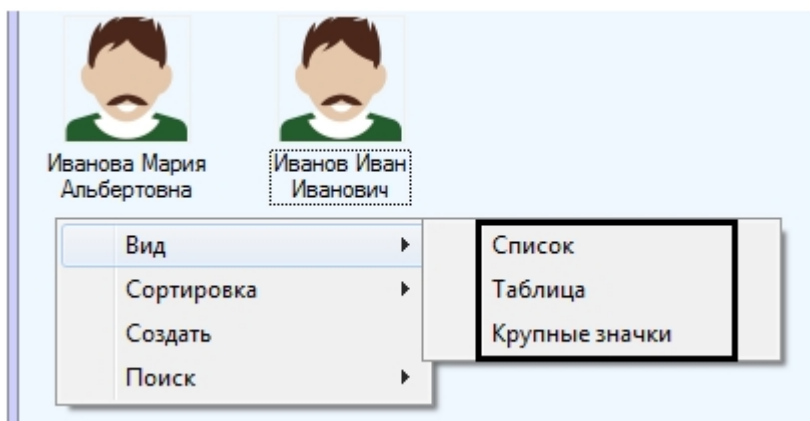 Иванова Мария
Альбертовна
Иванов Иван
Иванович
Вид
Сортировка
Создать
Поиск
Список
Таблица
Крупные значки